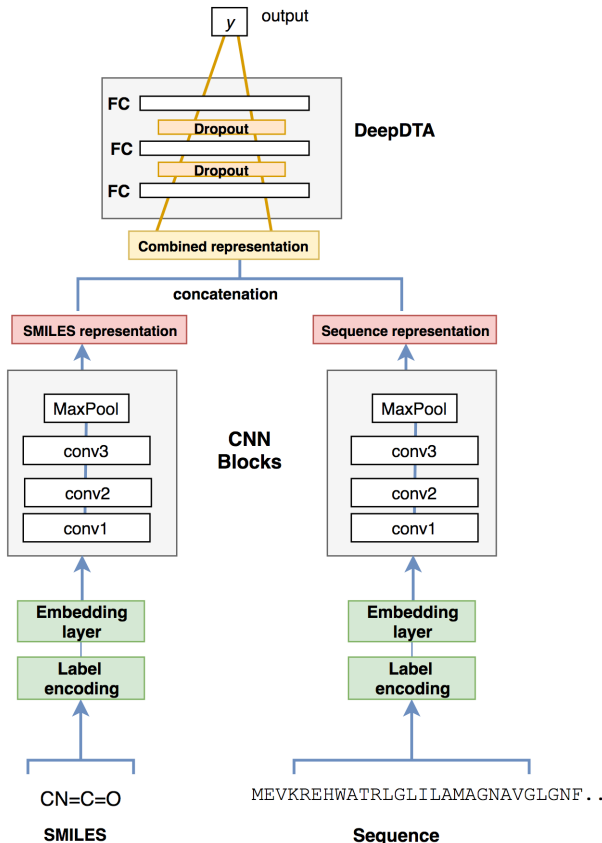 y
output
FC
Dropout
DeepDTA
FC
Dropout
FC
Combined representation
concatenation
SMILES representation
Sequence representation
MaxPool
conv3
conv2
conv1
CNN
Blocks
MaxPool
conv3
conv2
conv1
Embedding
layer
Label
encoding
Embedding
layer
Label
encoding
CN=C=O
SMILES
MEVKREHWATRLGLILAMAGNAVGLGNF..
Sequence